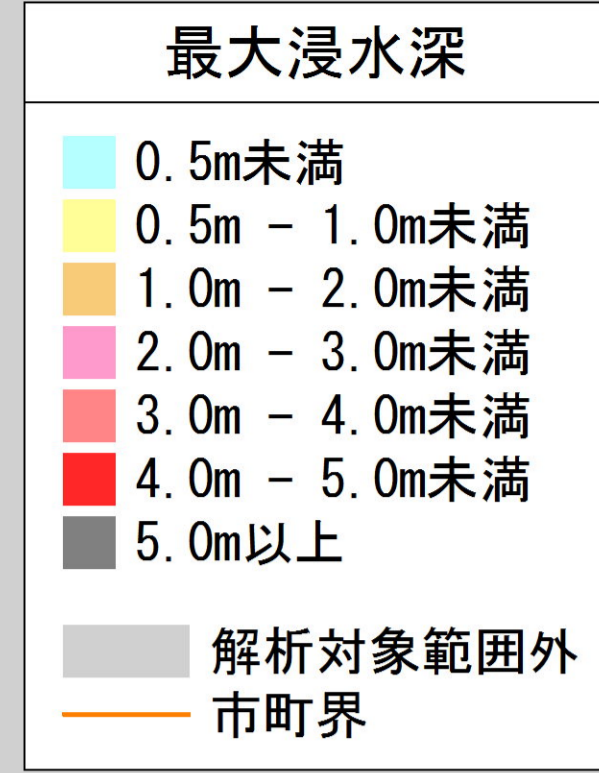 最大浸水深
0.5m未満
0.5m － 1.0m未満
1.0m － 2.0m未満
2.0m － 3.0m未満
3.0m － 4.0m未満
4.0m － 5.0m未満
5.0m以上
解析対象範囲外
市町界